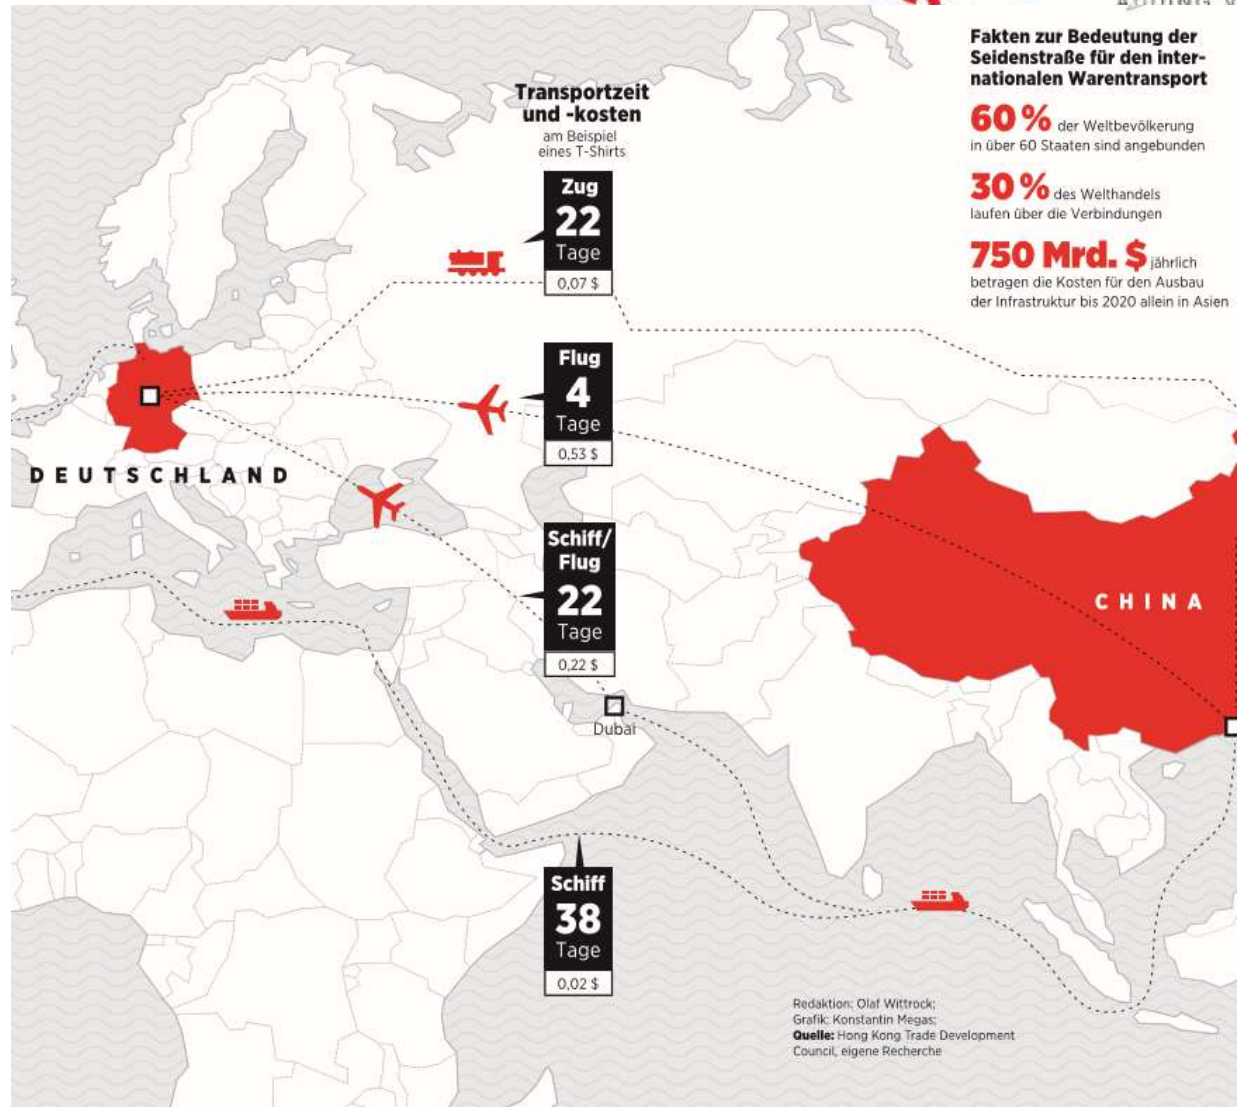 Fakten zur Bedeutung der
Seidenstraße für den inter-
nationalen Warentransport
60 % der Weltbevölkerung
in über 60 Staaten sind angebunden
30 % des Welthandels
laufen über die Verbindungen
750 Mrd. $ jährlich
betragen die Kosten für den Ausbau
der Infrastruktur bis 2020 allein in Asien
Transportzeit
und -kosten
am Beispiel
eines T-Shirts
Zug
22
Tage
0,07 $
Flug
4
Tage
0,53 $
DEUTSCHLAND
Schiff/
Flug
22
Tage
0,22 $
CHINA
Dubai
Schiff
38
Tage
0,02 $
Redaktion: Olaf Wittrock;
Grafik: Konstantin Megas;
Quelle: Hong Kong Trade Development
Council, eigene Recherche